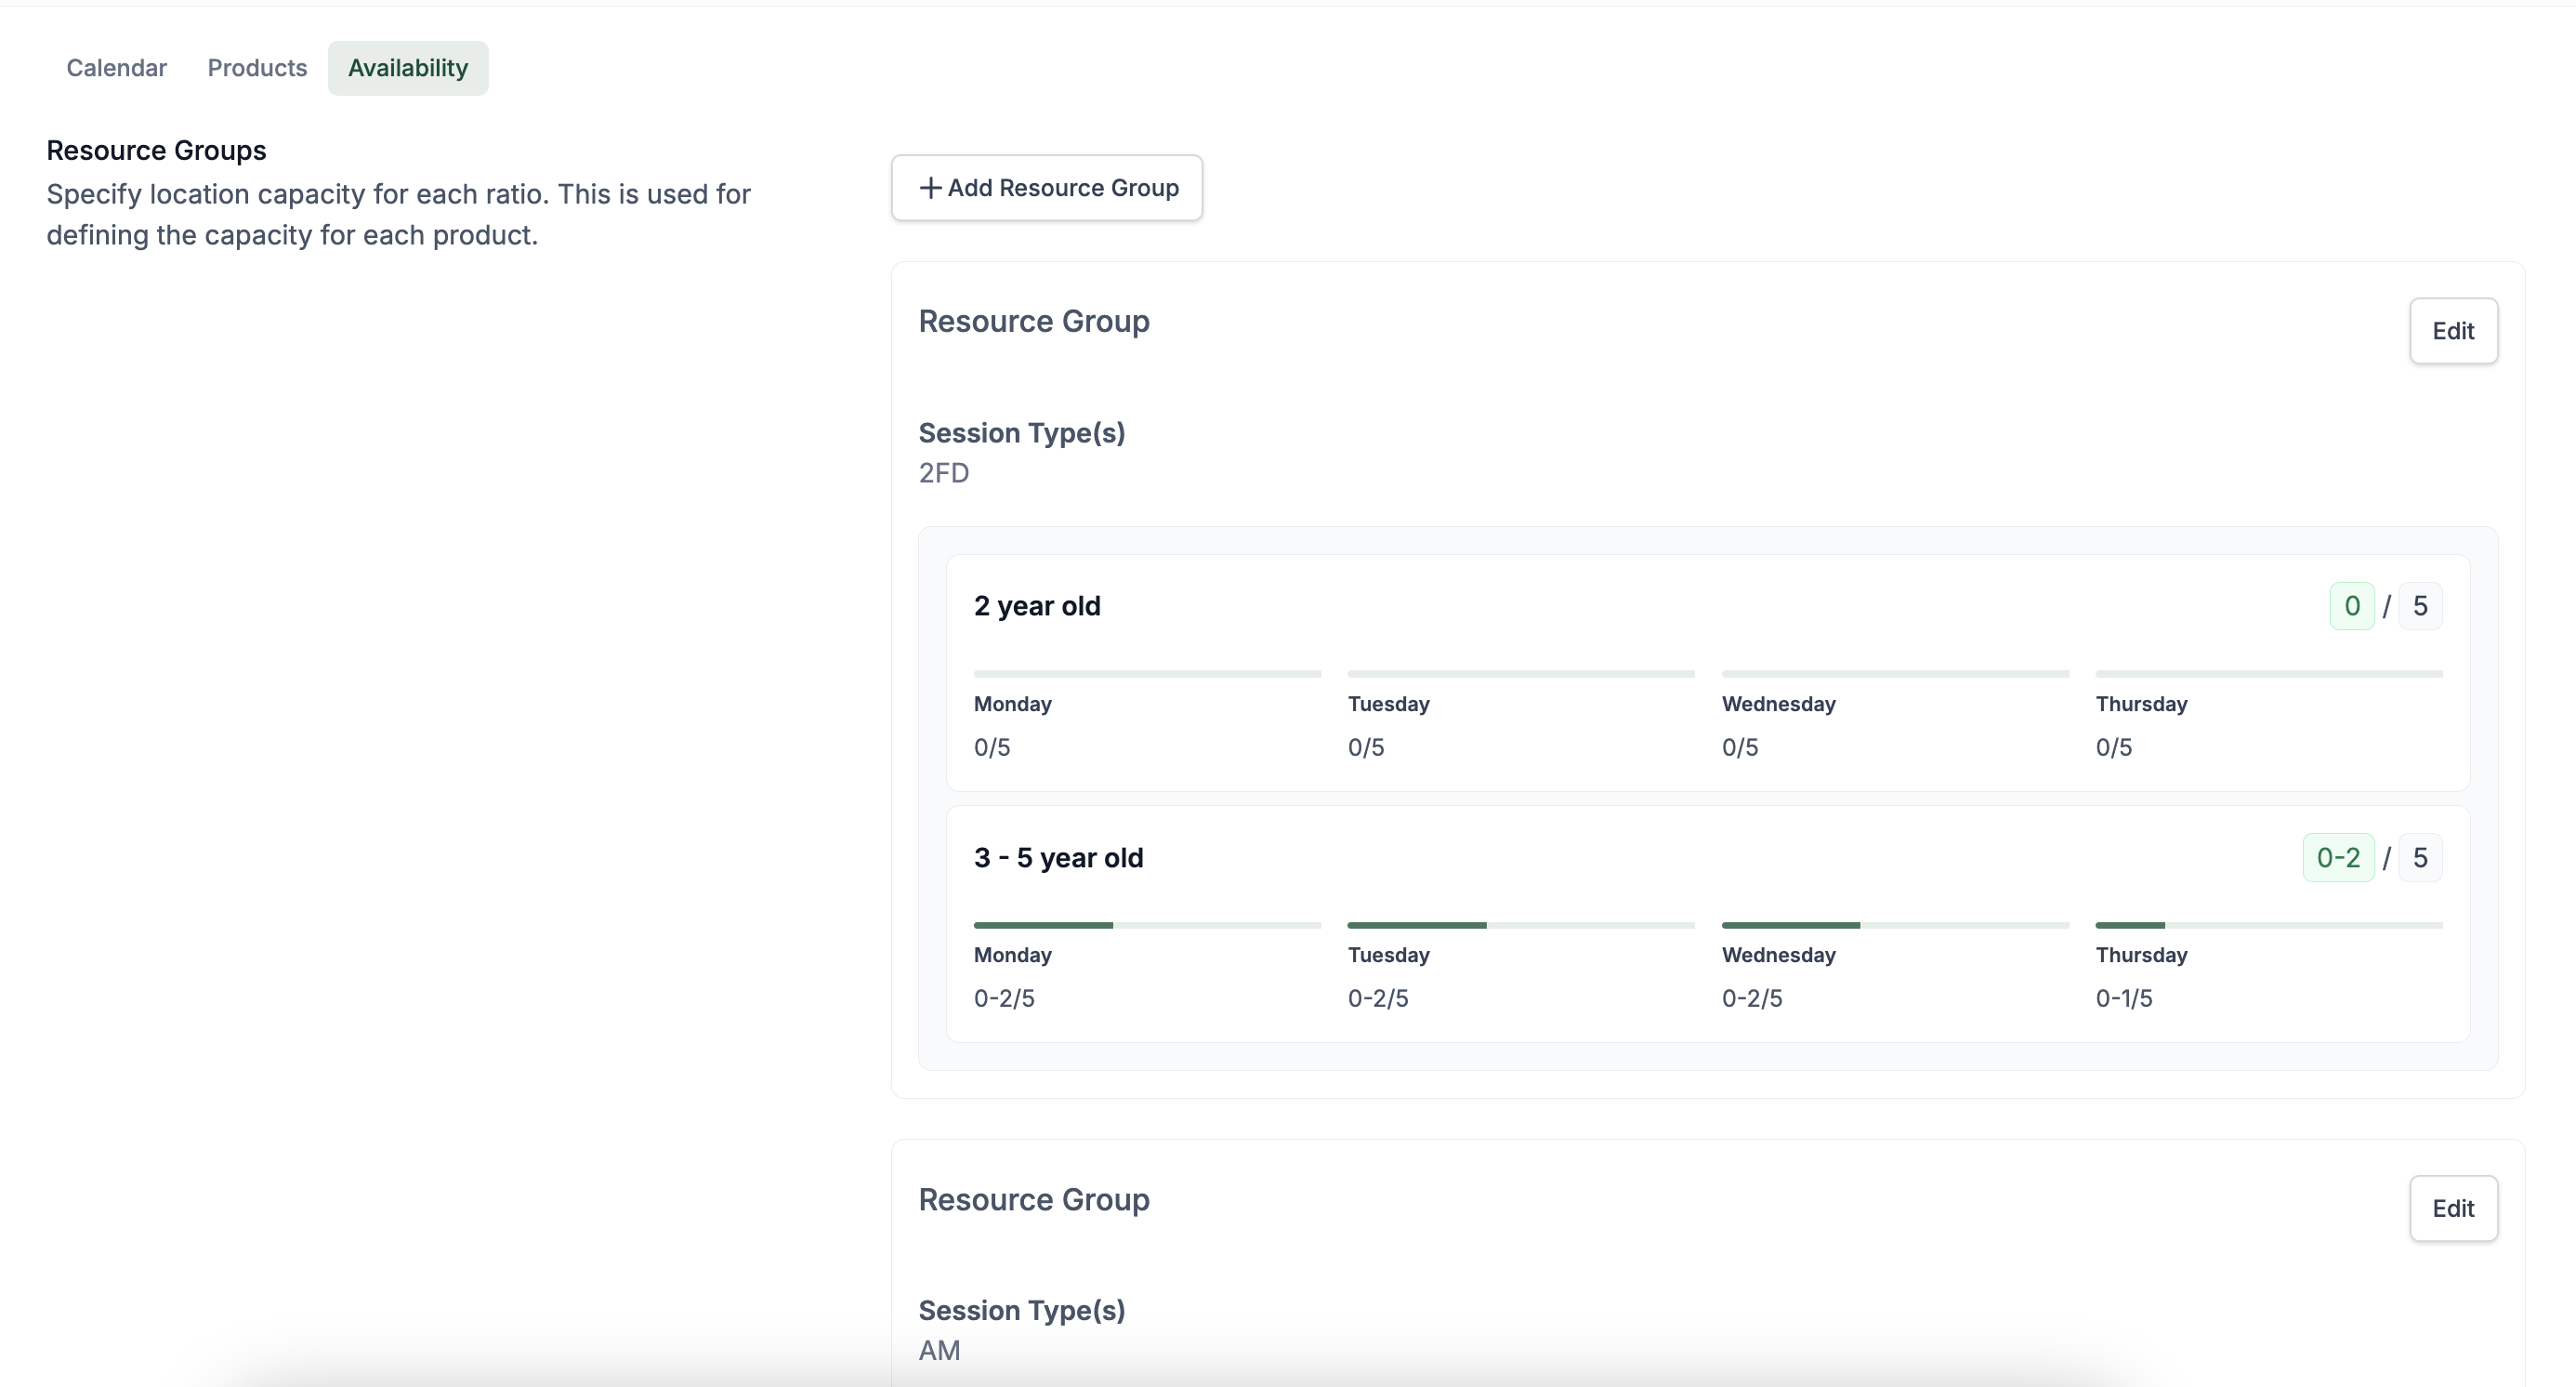 Calendar Products Availability
Resource Groups
Specify location capacity for each ratio. This is used for
defining the capacity for each product.
+ Add Resource Group
Resource Group
Edit
Session Type(s)
2FD
2 year old
0 / 5
Monday Tuesday Wednesday Thursday
0/5 0/5 0/5 0/5
3 - 5 year old
0-2 / 5
Monday Tuesday Wednesday Thursday
0-2/5 0-2/5 0-2/5 0-1/5
Resource Group
Edit
Session Type(s)
AM